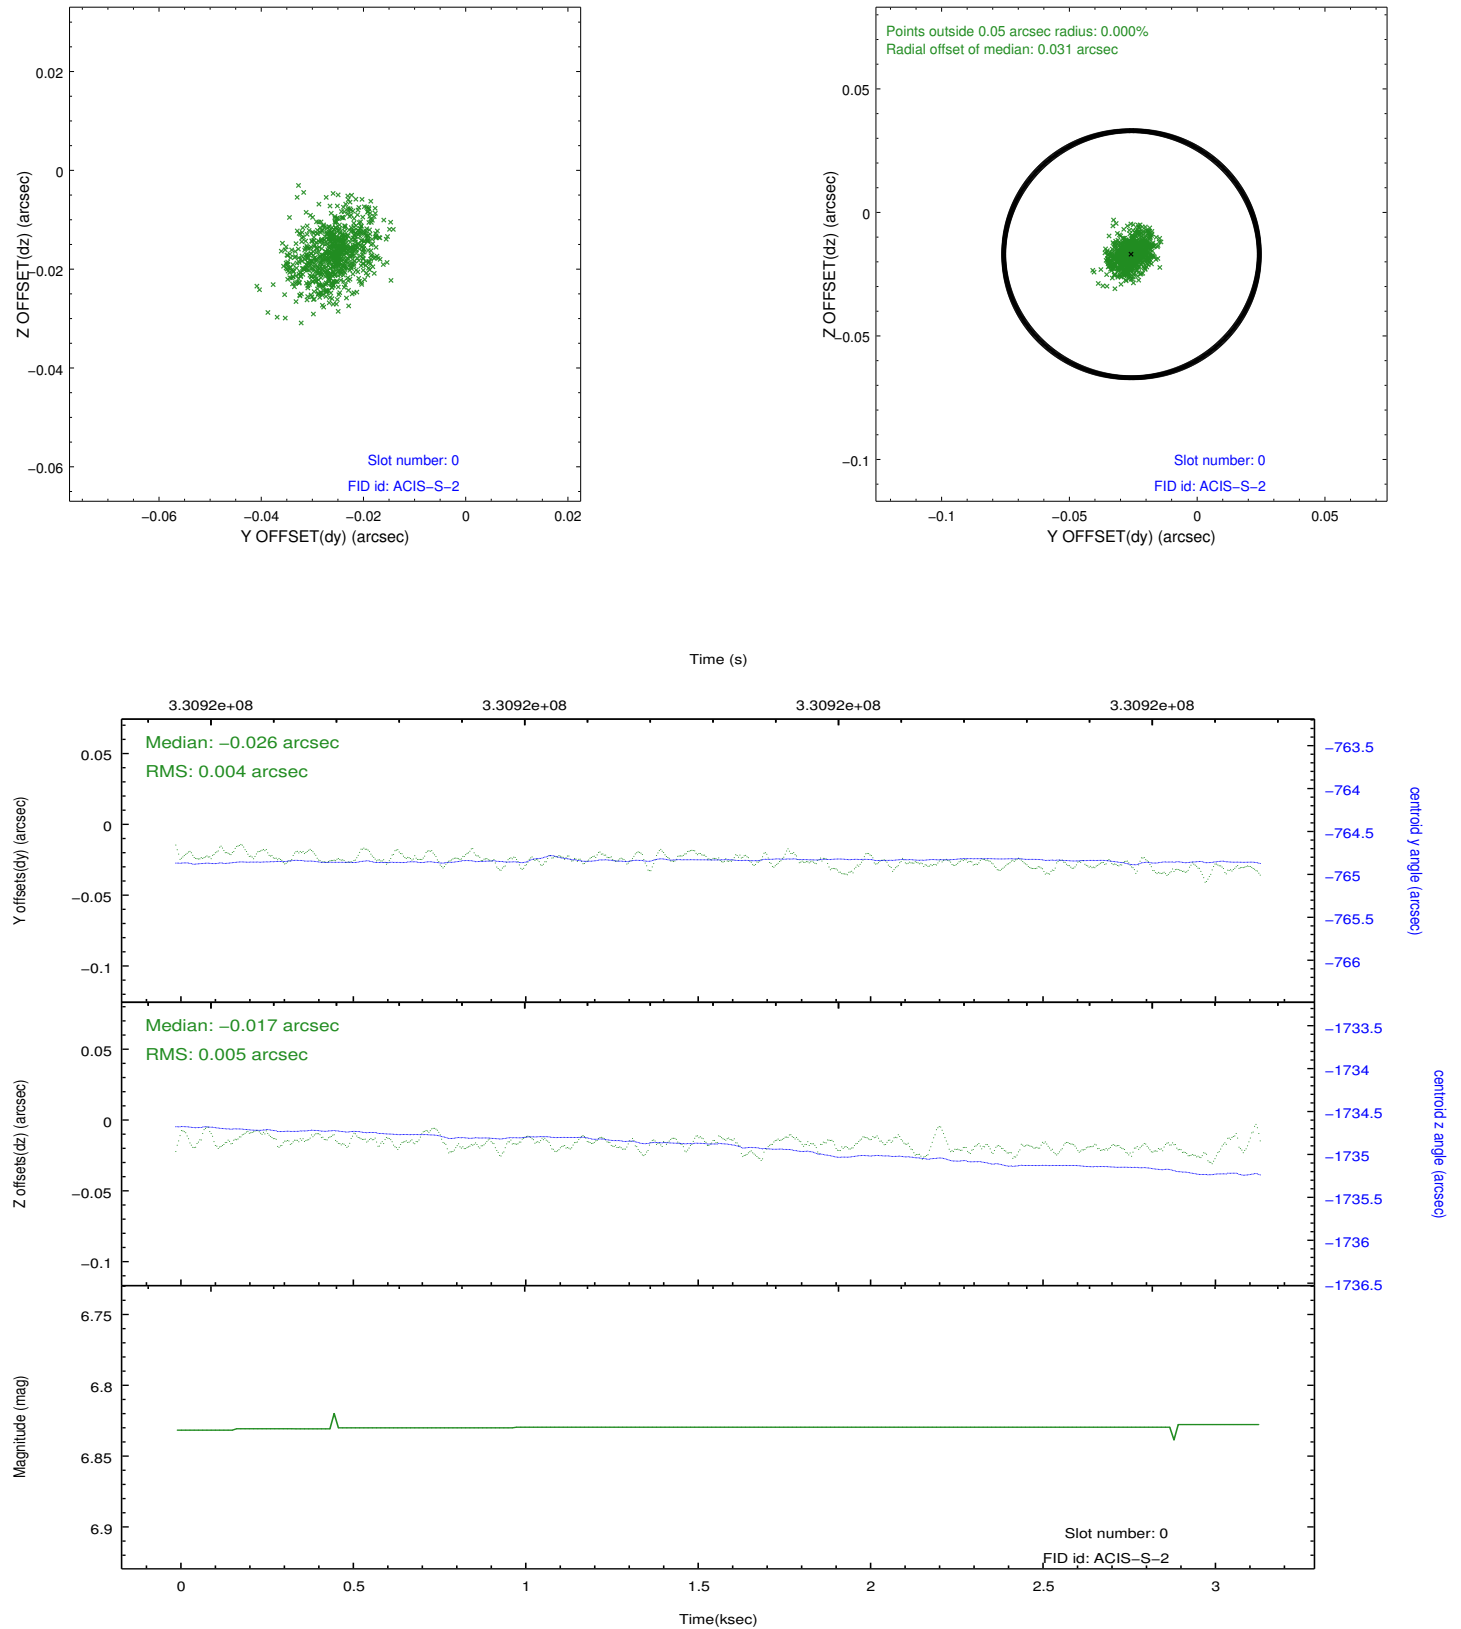 0.02
0
−0.02
−0.04
−0.06
Z OFFSET(dz) (arcsec)
Slot number: 0
FID id: ACIS−S−2
−0.06
−0.04
−0.02
0
0.02
Y OFFSET(dy) (arcsec)
Points outside 0.05 arcsec radius: 0.000%
Radial offset of median: 0.031 arcsec
0.05
0
−0.05
−0.1
Z OFFSET(dz) (arcsec)
Slot number: 0
FID id: ACIS−S−2
−0.1
−0.05
0
0.05
Y OFFSET(dy) (arcsec)
Time (s)
3.3092e+08
3.3092e+08
3.3092e+08
3.3092e+08
Median: −0.026 arcsec
RMS: 0.004 arcsec
0.05
0
−0.05
−0.1
Y offsets(dy) (arcsec)
−763.5
−764
−764.5
−765
−765.5
−766
centroid y angle (arcsec)
Median: −0.017 arcsec
RMS: 0.005 arcsec
0.05
0
−0.05
−0.1
Z offsets(dz) (arcsec)
−1733.5
−1734
−1734.5
−1735
−1735.5
−1736
−1736.5
centroid z angle (arcsec)
6.75
6.8
6.85
6.9
Magnitude (mag)
Slot number: 0
FID id: ACIS−S−2
0
0.5
1
1.5
2
2.5
3
Time(ksec)